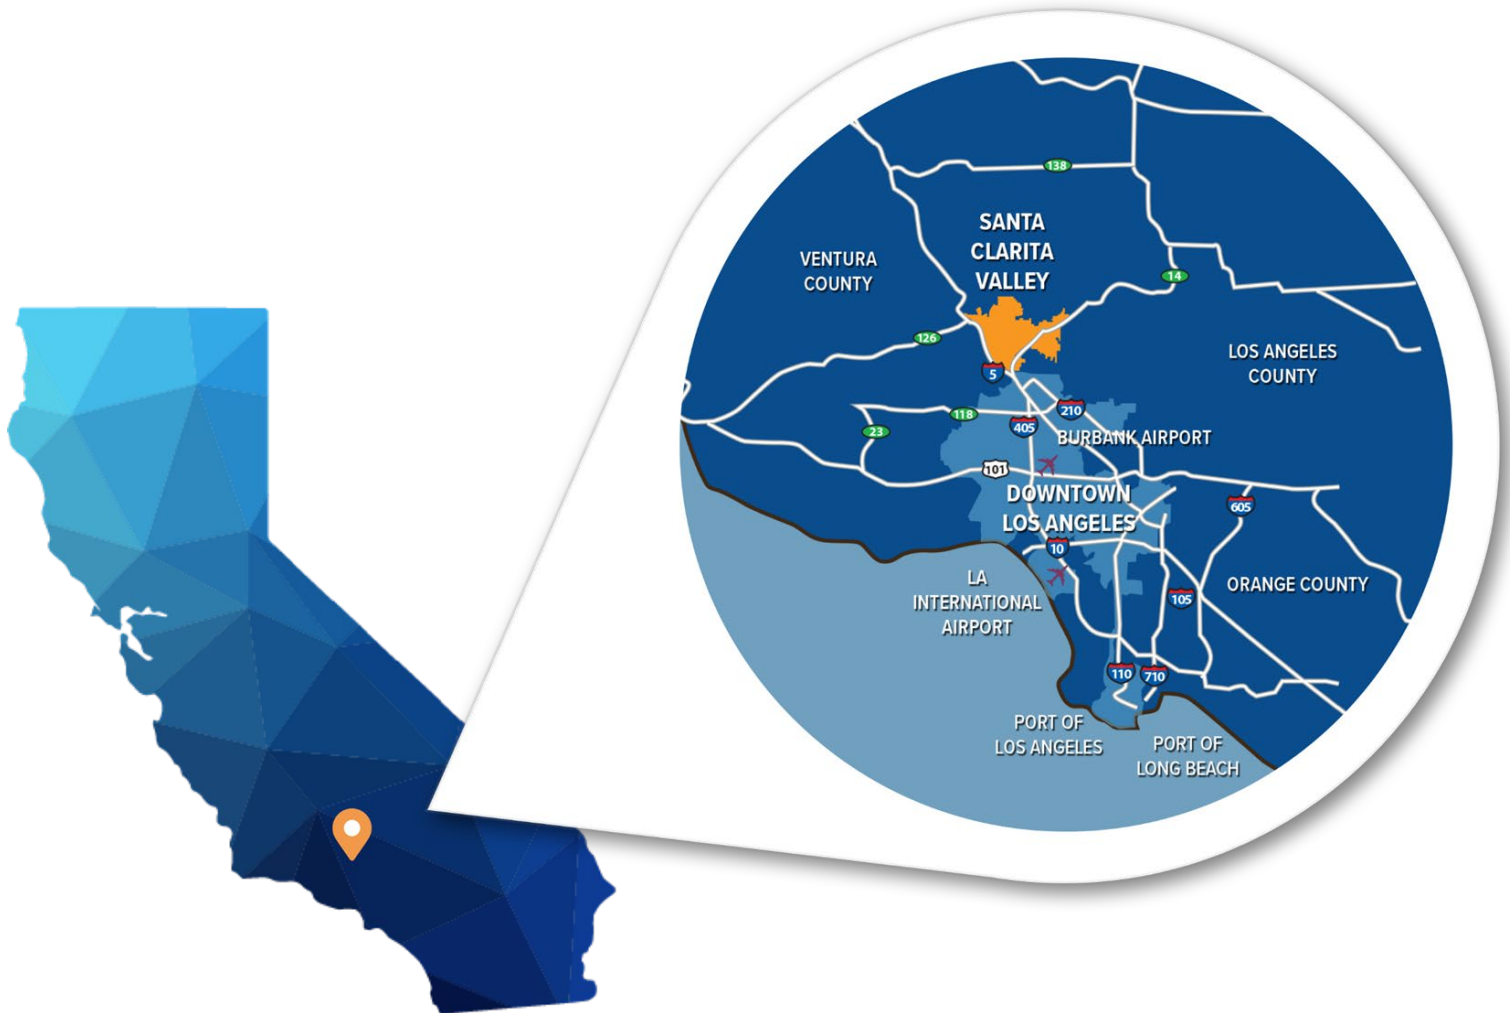 138
SANTA
CLARITA
VALLEY
VENTURA
COUNTY
14
126
LOS ANGELES
COUNTY
5
118
210
23
405
BURBANK AIRPORT
101
DOWNTOWN
LOS ANGELES
605
10
LA
INTERNATIONAL
AIRPORT
ORANGE COUNTY
105
110
710
PORT OF
LOS ANGELES
PORT OF
LONG BEACH